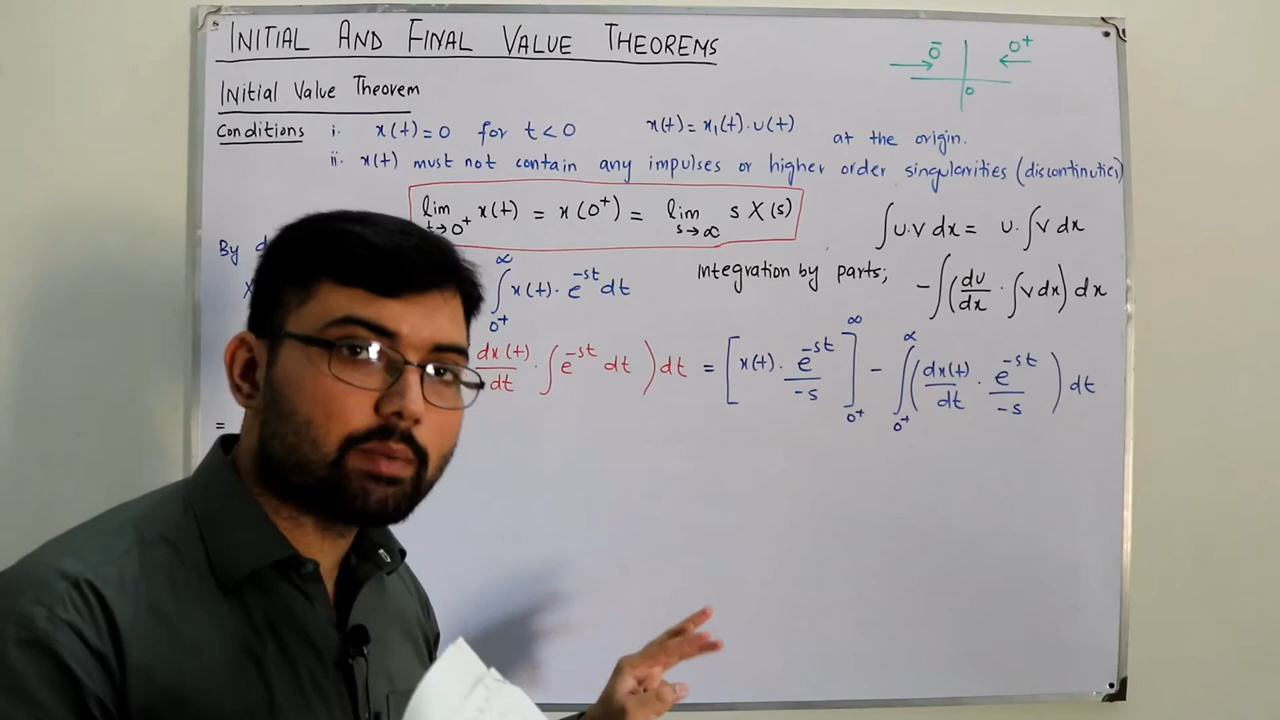 INITIAL AND FINAL VALUE THEOREMS
0⁻ 0⁺
0
Initial Value Theorem
Conditions i. x(t)=0 for t<0 x(t)=x₁(t).u(t) at the origin.
ii. x(t) must not contain any impulses or higher order singularities (discontinuties)
lim t→0⁺ x(t) = x(0⁺) = lim s→∞ s X(s)
∫u.v dx = u.∫v dx
- ∫(du/dx . ∫v dx) dx
By
∫0⁺^∞ x(t). e^-st dt
Integration by parts;
dx(t)/dt . ∫e^-st dt ) dt = [x(t). e^-st/-s]0⁺^∞ - ∫0⁺^∞ (dx(t)/dt . e^-st/-s) dt
=